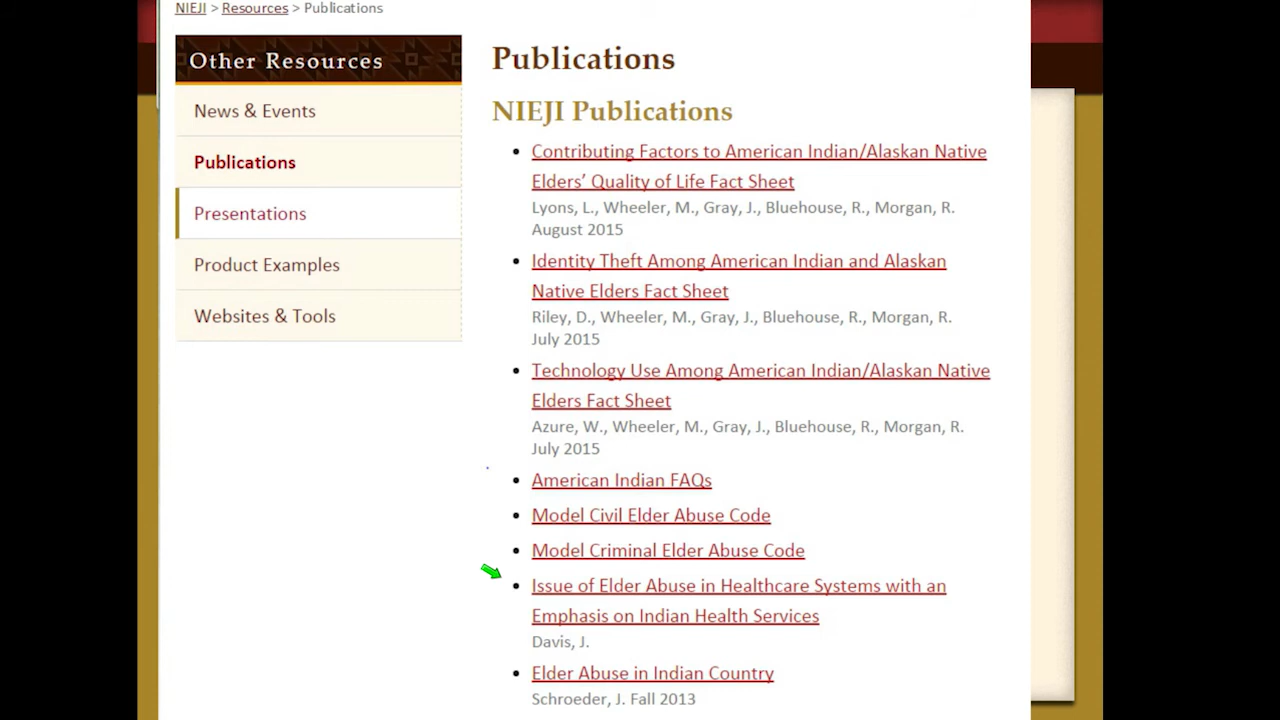 NIEJI > Resources > Publications
Other Resources
News & Events
Publications
Presentations
Product Examples
Websites & Tools
Publications
NIEJI Publications
Contributing Factors to American Indian/Alaskan Native
Elders’ Quality of Life Fact Sheet
Lyons, L., Wheeler, M., Gray, J., Bluehouse, R., Morgan, R.
August 2015
Identity Theft Among American Indian and Alaskan
Native Elders Fact Sheet
Riley, D., Wheeler, M., Gray, J., Bluehouse, R., Morgan, R.
July 2015
Technology Use Among American Indian/Alaskan Native
Elders Fact Sheet
Azure, W., Wheeler, M., Gray, J., Bluehouse, R., Morgan, R.
July 2015
American Indian FAQs
Model Civil Elder Abuse Code
Model Criminal Elder Abuse Code
Issue of Elder Abuse in Healthcare Systems with an
Emphasis on Indian Health Services
Davis, J.
Elder Abuse in Indian Country
Schroeder, J. Fall 2013